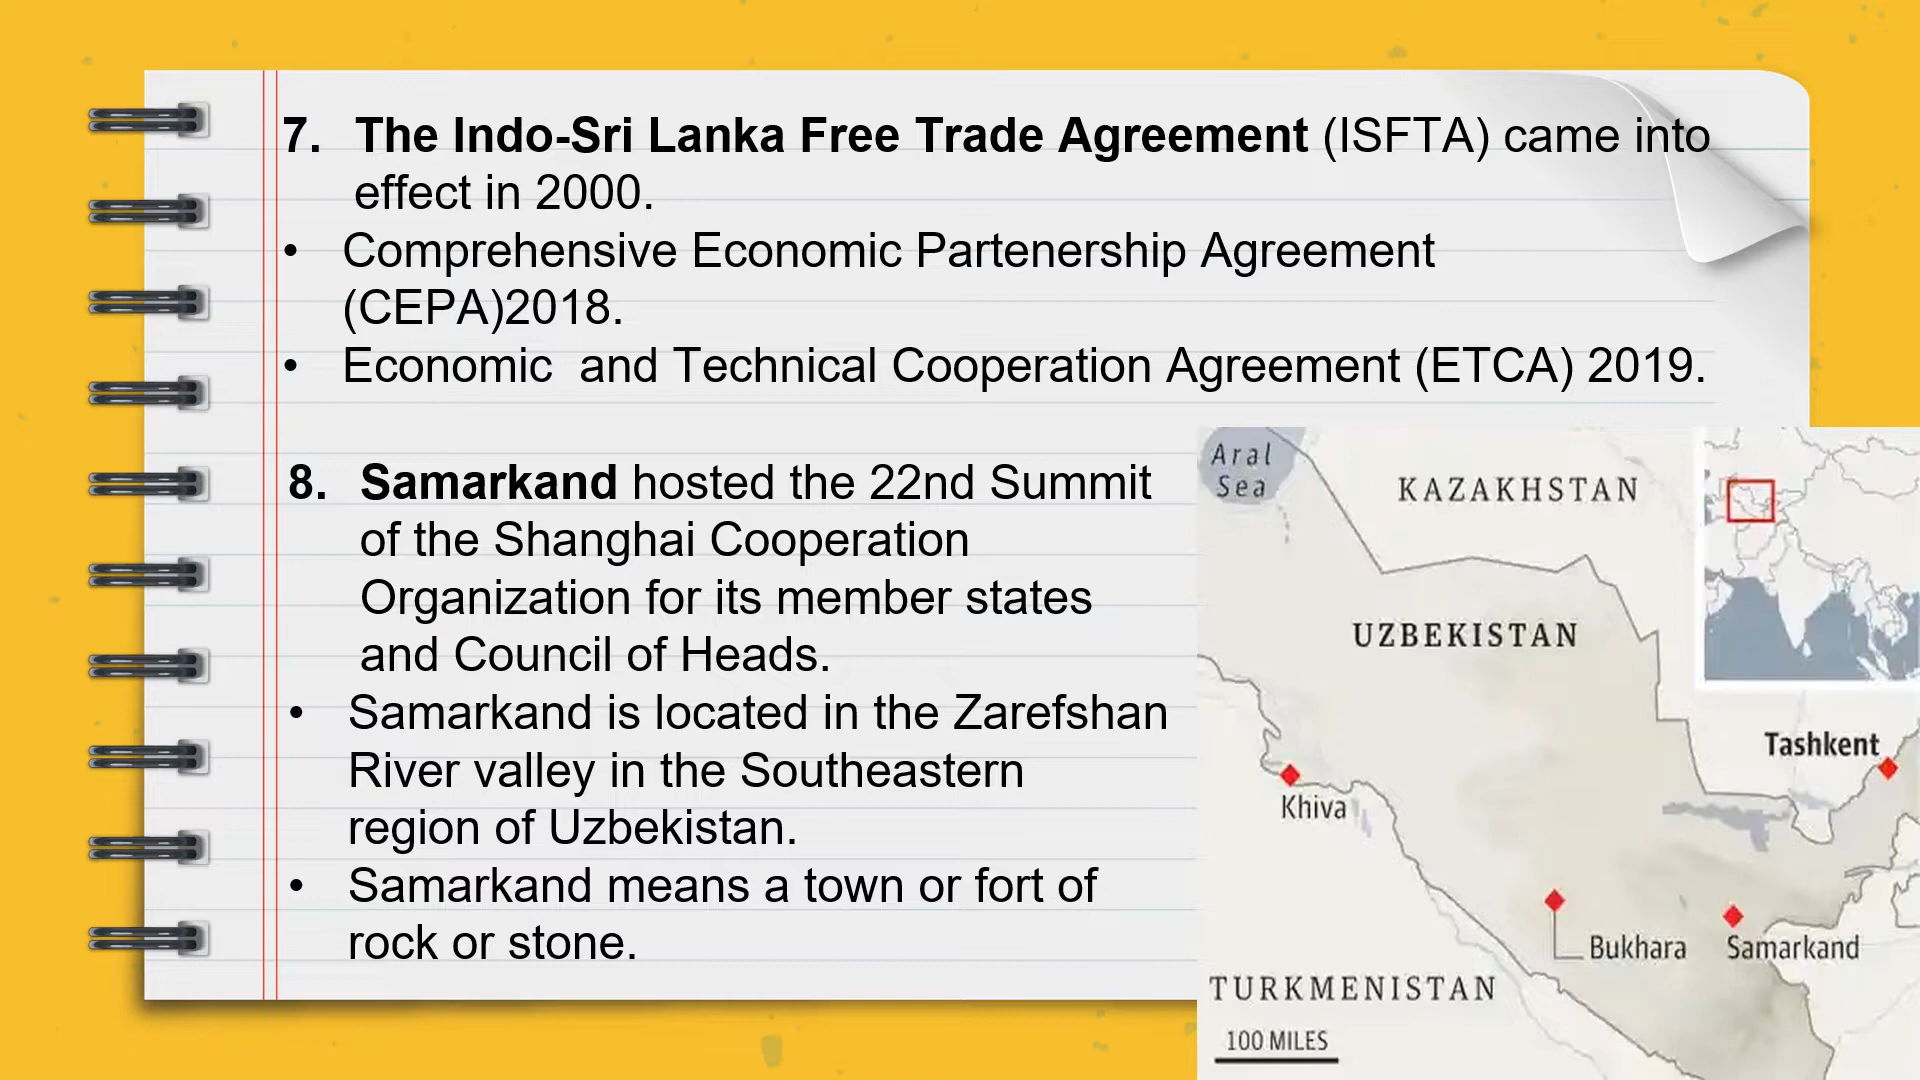 7. The Indo-Sri Lanka Free Trade Agreement (ISFTA) came into
effect in 2000.
• Comprehensive Economic Partenership Agreement
(CEPA)2018.
• Economic and Technical Cooperation Agreement (ETCA) 2019.
8. Samarkand hosted the 22nd Summit
of the Shanghai Cooperation
Organization for its member states
and Council of Heads.
• Samarkand is located in the Zarefshan
River valley in the Southeastern
region of Uzbekistan.
• Samarkand means a town or fort of
rock or stone.
Aral
Sea
KAZAKHSTAN
UZBEKISTAN
Tashkent
Khiva
Bukhara
Samarkand
TURKMENISTAN
100 MILES